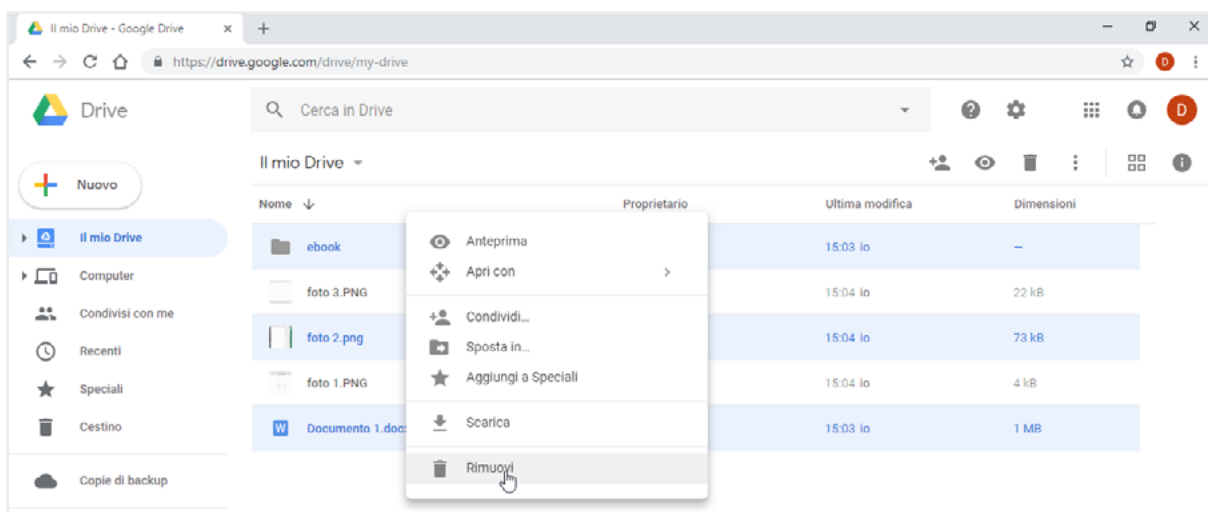 Il mio Drive - Google Drive
https://drive.google.com/drive/my-drive
D
Drive
Cerca in Drive
D
Il mio Drive
Nuovo
Nome Proprietario Ultima modifica Dimensioni
Il mio Drive
ebook 15:03 io –
Anteprima
Computer
Apri con
foto 3.PNG 15:04 io 22 kB
Condivisi con me
Condividi...
foto 2.png 15:04 io 73 kB
Sposta in...
Recenti
Aggiungi a Speciali
Speciali
foto 1.PNG 15:04 io 4 kB
Cestino
Scarica
W Documento 1.doc 15:03 io 1 MB
Rimuovi
Copie di backup